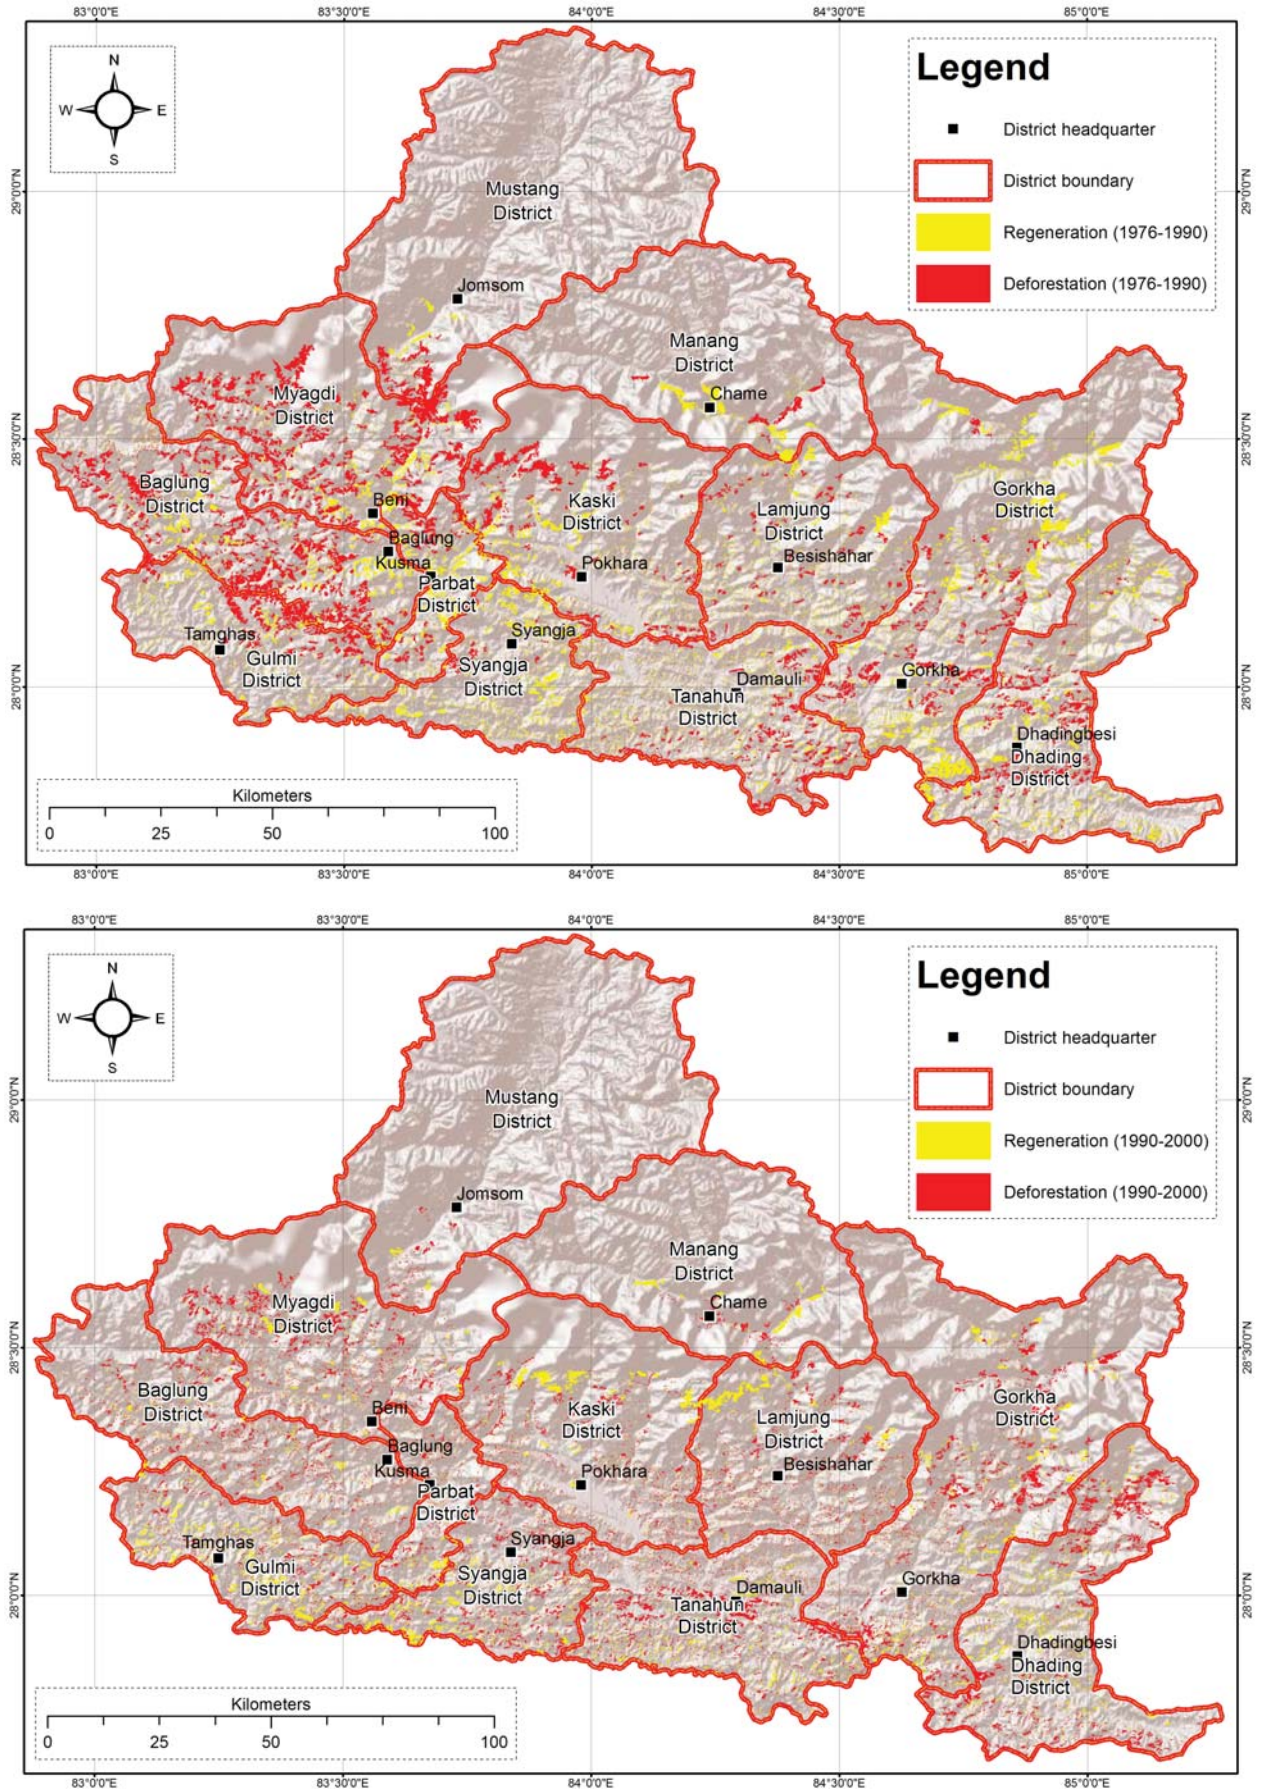 83°0'0"E 83°30'0"E 84°0'0"E 84°30'0"E 85°0'0"E
N
W E
S
Legend
District headquarter
District boundary
Regeneration (1976-1990)
Deforestation (1976-1990)
29°0'0"N
29°0'0"N
28°30'0"N
28°30'0"N
28°0'0"N
28°0'0"N
Mustang
District
Jomsom
Manang
District
Chame
Myagdi
District
Baglung
District
Beni
Baglung
Kusma
Parbat
District
Kaski
District
Pokhara
Lamjung
District
Besishahar
Gorkha
District
Tamghas
Gulmi
District
Syangja
Syangja
District
Damauli
Tanahun
District
Gorkha
Dhadingbesi
Dhading
District
Kilometers
0 25 50 100
83°0'0"E 83°30'0"E 84°0'0"E 84°30'0"E 85°0'0"E
83°0'0"E 83°30'0"E 84°0'0"E 84°30'0"E 85°0'0"E
N
W E
S
Legend
District headquarter
District boundary
Regeneration (1990-2000)
Deforestation (1990-2000)
29°0'0"N
29°0'0"N
28°30'0"N
28°30'0"N
28°0'0"N
28°0'0"N
Mustang
District
Jomsom
Manang
District
Chame
Myagdi
District
Baglung
District
Beni
Baglung
Kusma
Parbat
District
Kaski
District
Pokhara
Lamjung
District
Besishahar
Gorkha
District
Tamghas
Gulmi
District
Syangja
Syangja
District
Damauli
Tanahun
District
Gorkha
Dhadingbesi
Dhading
District
Kilometers
0 25 50 100
83°0'0"E 83°30'0"E 84°0'0"E 84°30'0"E 85°0'0"E